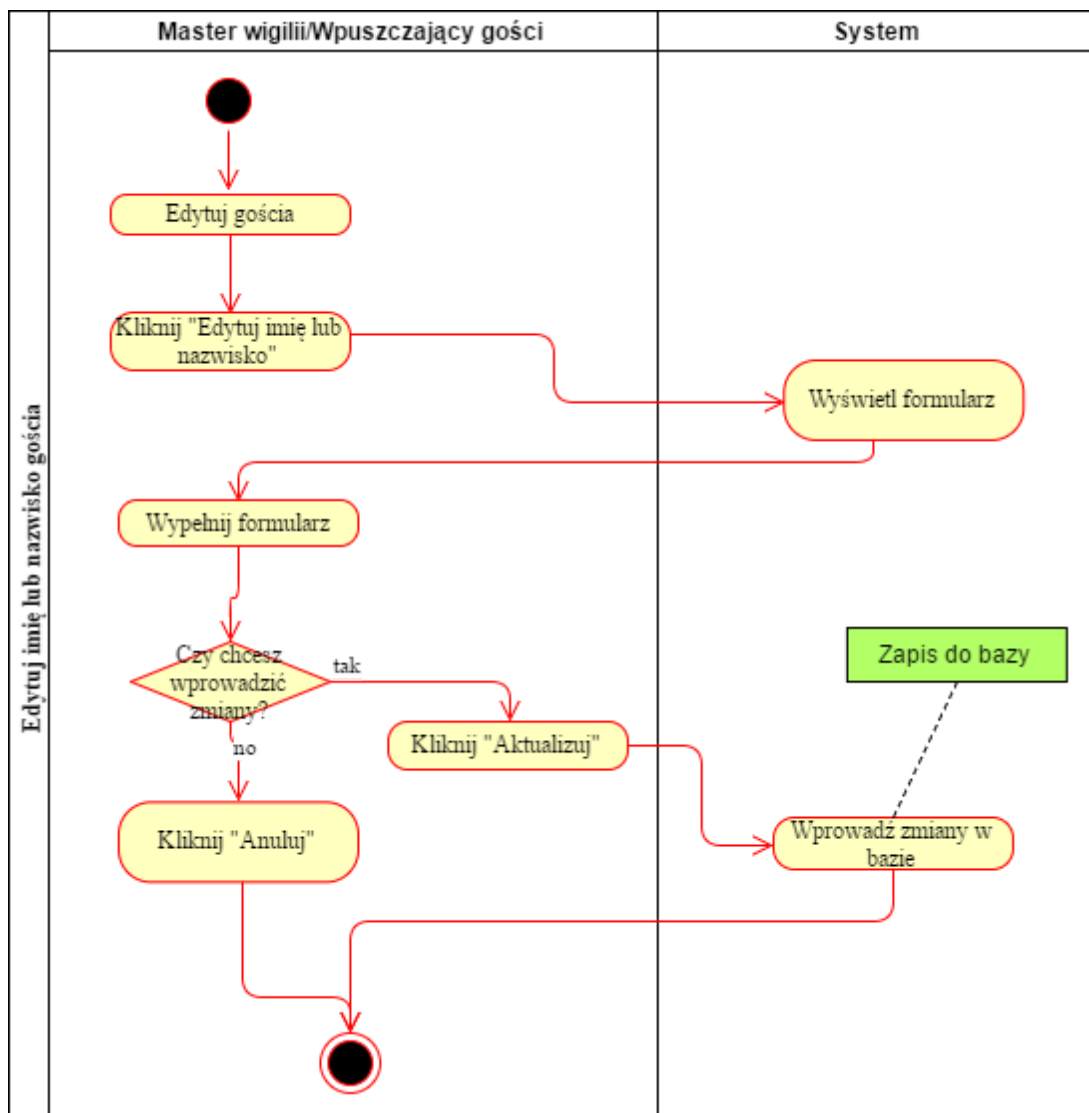 Master wigilii/Wpuszczający gości
System
Edytuj imię lub nazwisko gościa
Edytuj gościa
Kliknij "Edytuj imię lub
nazwisko"
Wyświetl formularz
Wypełnij formularz
Czy chcesz
wprowadzić
zmiany?
tak
no
Zapis do bazy
Kliknij "Aktualizuj"
Kliknij "Anuluj"
Wprowadź zmiany w
bazie